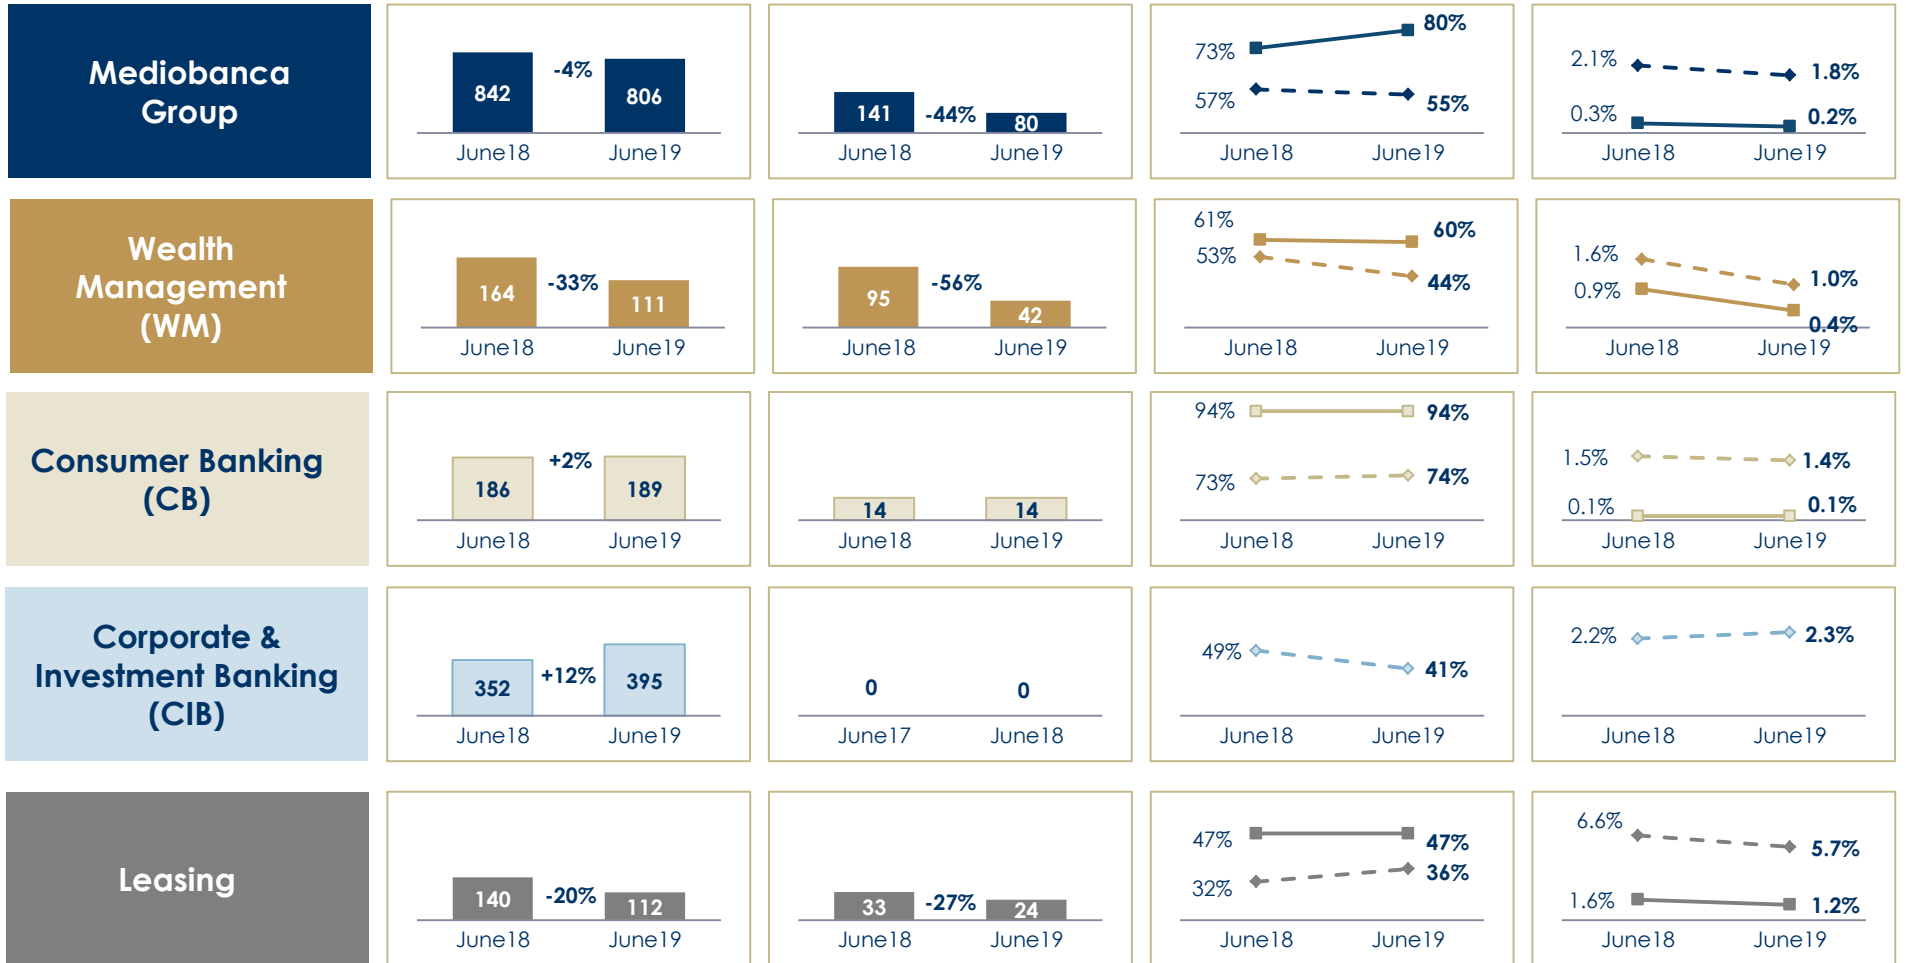 Mediobanca
Group
842
-4%
806
June18
June19
141
-44%
80
June18
June19
73%
80%
57%
55%
June18
June19
2.1%
1.8%
0.3%
0.2%
June18
June19
Wealth
Management
(WM)
164
-33%
111
June18
June19
95
-56%
42
June18
June19
61%
60%
53%
44%
June18
June19
1.6%
1.0%
0.9%
0.4%
June18
June19
Consumer Banking
(CB)
186
+2%
189
June18
June19
14
14
June18
June19
94%
94%
73%
74%
June18
June19
1.5%
1.4%
0.1%
0.1%
June18
June19
Corporate &
Investment Banking
(CIB)
352
+12%
395
June18
June19
0
0
June17
June18
49%
41%
June18
June19
2.2%
2.3%
June18
June19
Leasing
140
-20%
112
June18
June19
33
-27%
24
June18
June19
47%
47%
32%
36%
June18
June19
6.6%
5.7%
1.6%
1.2%
June18
June19